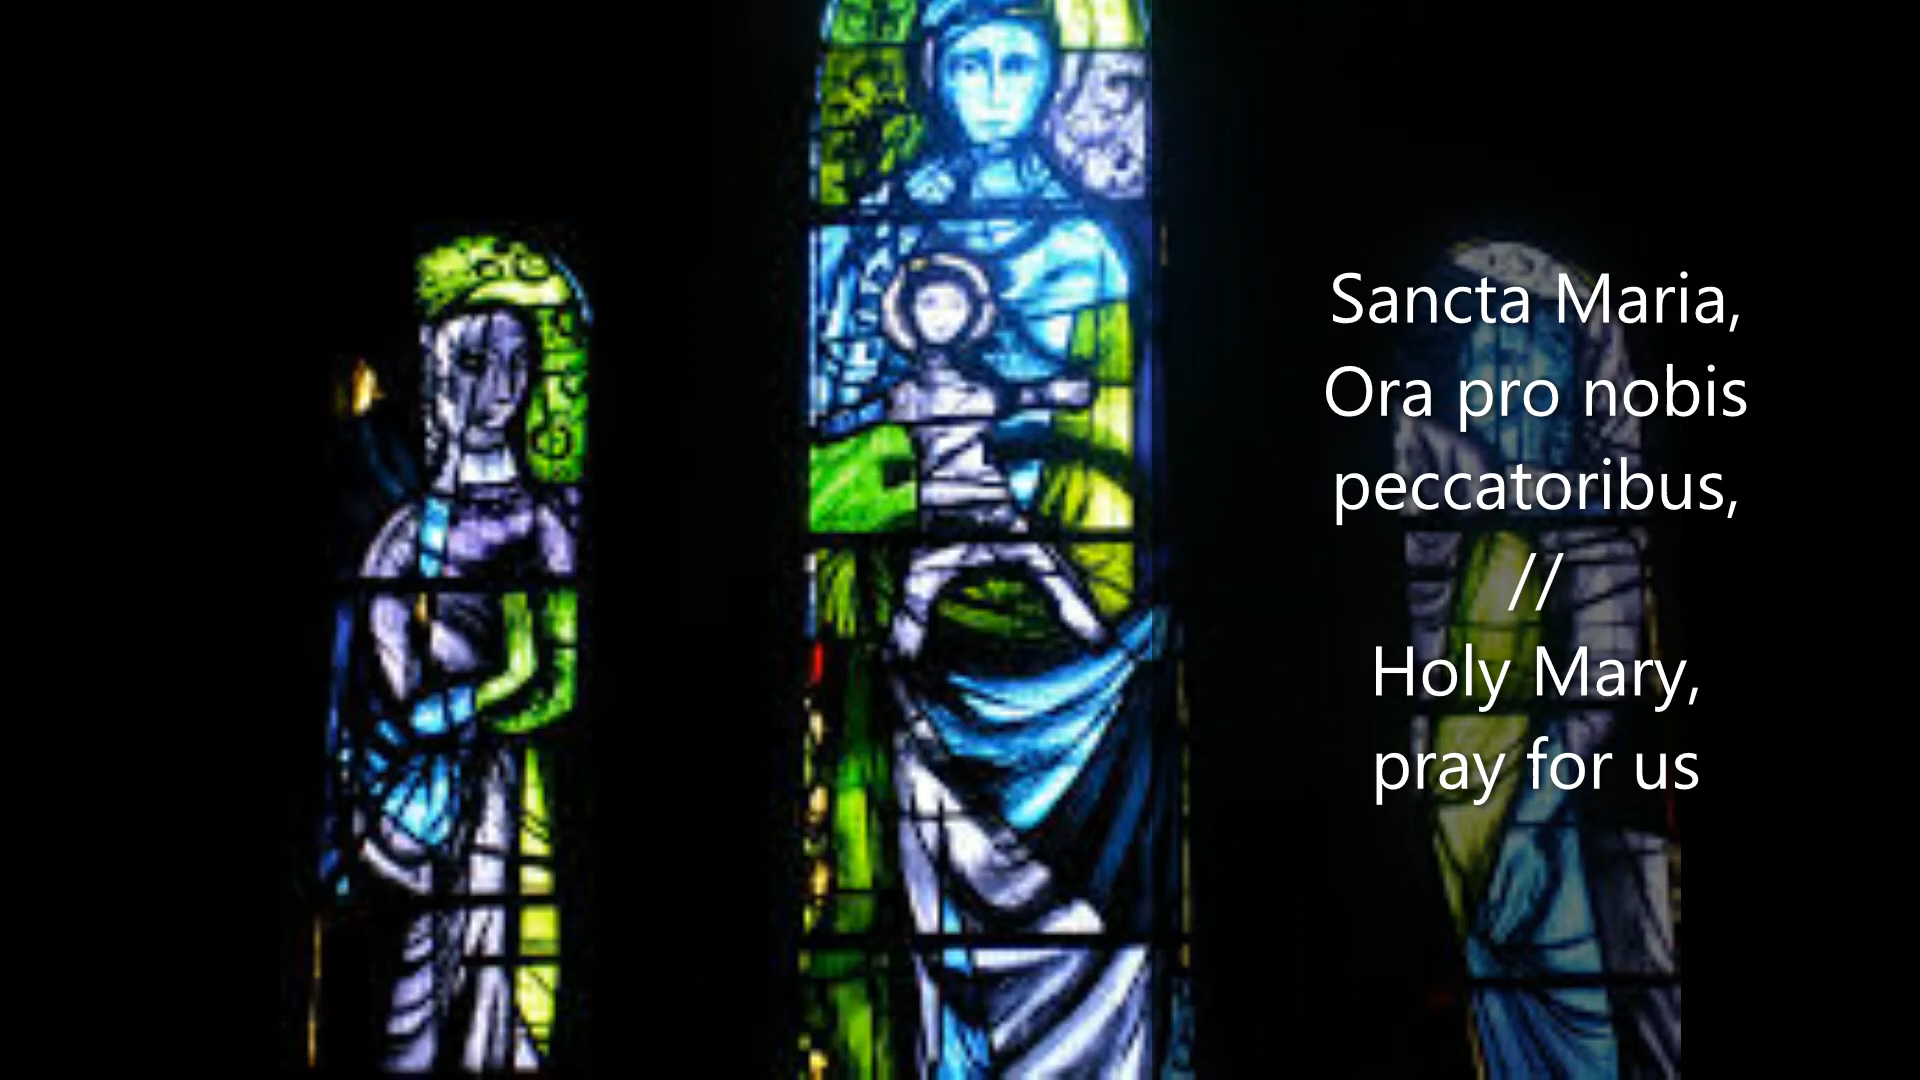 Sancta Maria,
Ora pro nobis
peccatoribus,
//
Holy Mary,
pray for us